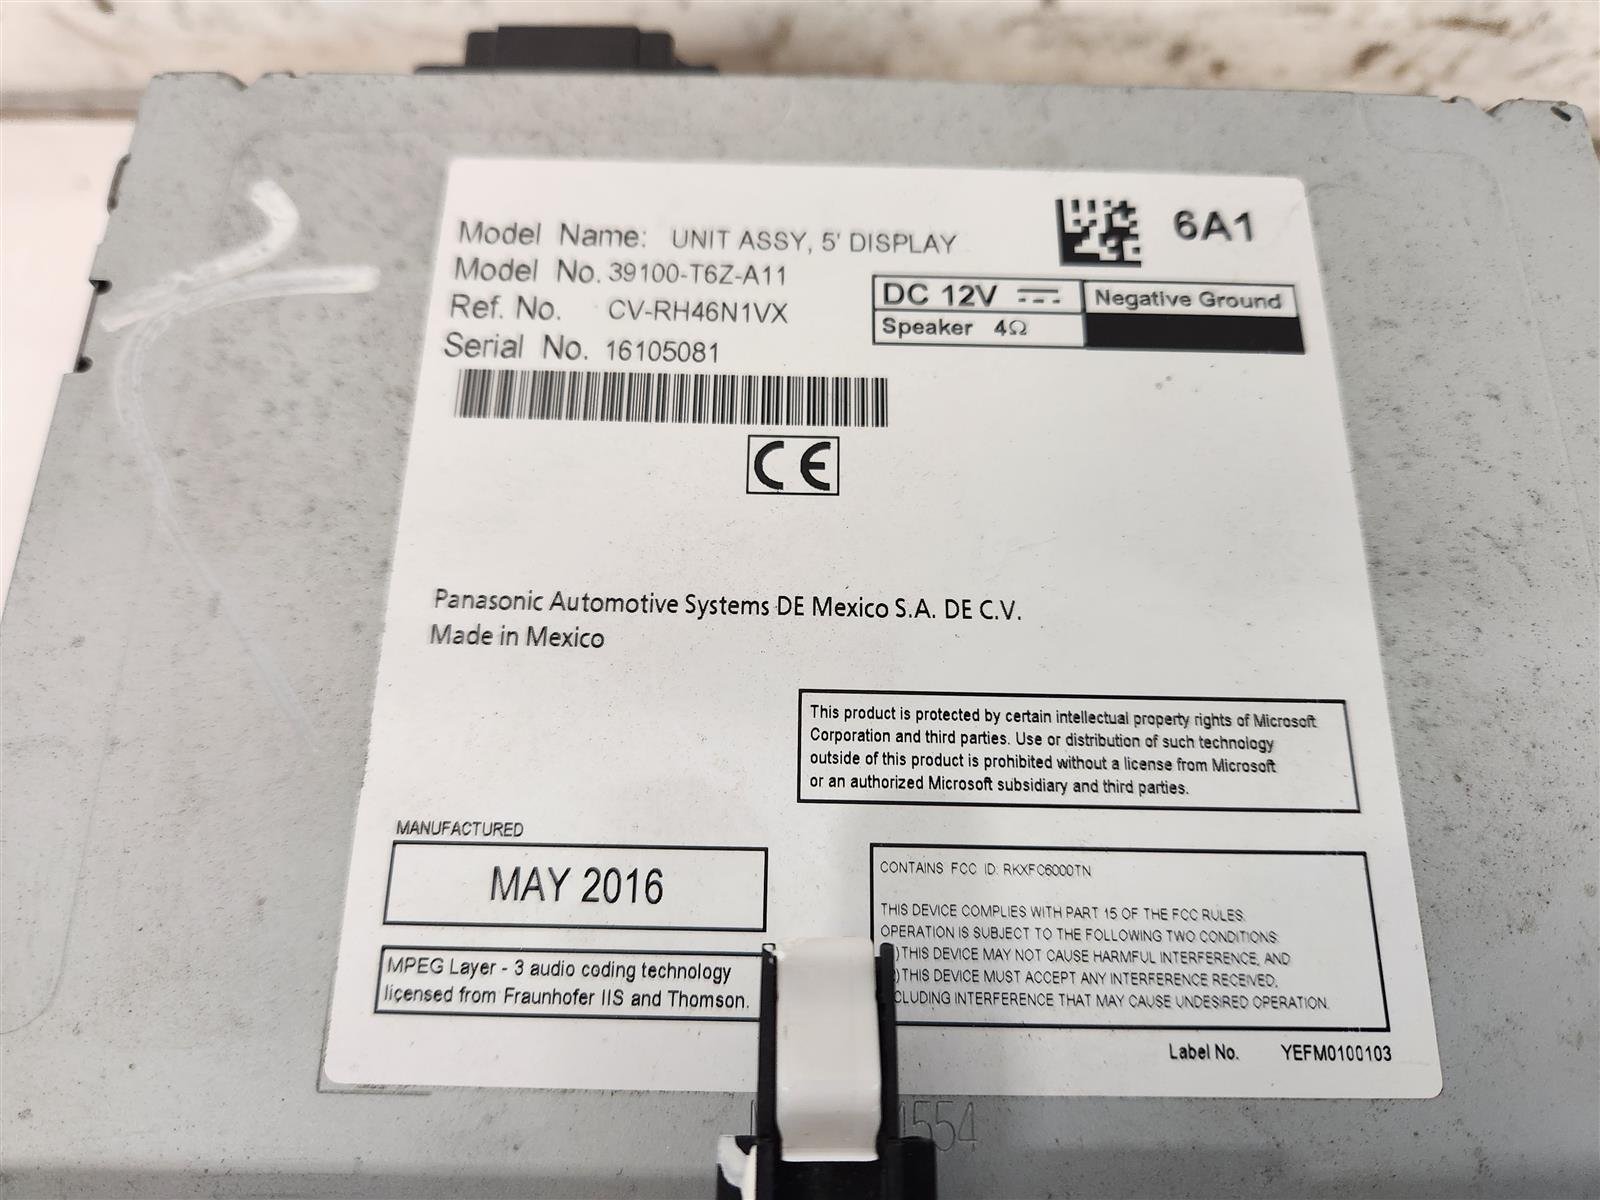 Model Name: UNIT ASSY, 5' DISPLAY
6A1
Model No. 39100-T6Z-A11
Ref. No. CV-RH46N1VX
Serial No. 16105081
DC 12V
Negative Ground
Speaker 4Ω
CE
Panasonic Automotive Systems DE Mexico S.A. DE C.V.
Made in Mexico
This product is protected by certain intellectual property rights of Microsoft
Corporation and third parties. Use or distribution of such technology
outside of this product is prohibited without a license from Microsoft
or an authorized Microsoft subsidiary and third parties.
MANUFACTURED
MAY 2016
MPEG Layer - 3 audio coding technology
licensed from Fraunhofer IIS and Thomson.
CONTAINS FCC ID: RKXFC6000TN
THIS DEVICE COMPLIES WITH PART 15 OF THE FCC RULES.
OPERATION IS SUBJECT TO THE FOLLOWING TWO CONDITIONS:
)THIS DEVICE MAY NOT CAUSE HARMFUL INTERFERENCE, AND
)THIS DEVICE MUST ACCEPT ANY INTERFERENCE RECEIVED,
CLUDING INTERFERENCE THAT MAY CAUSE UNDESIRED OPERATION.
Label No. YEFM0100103
554